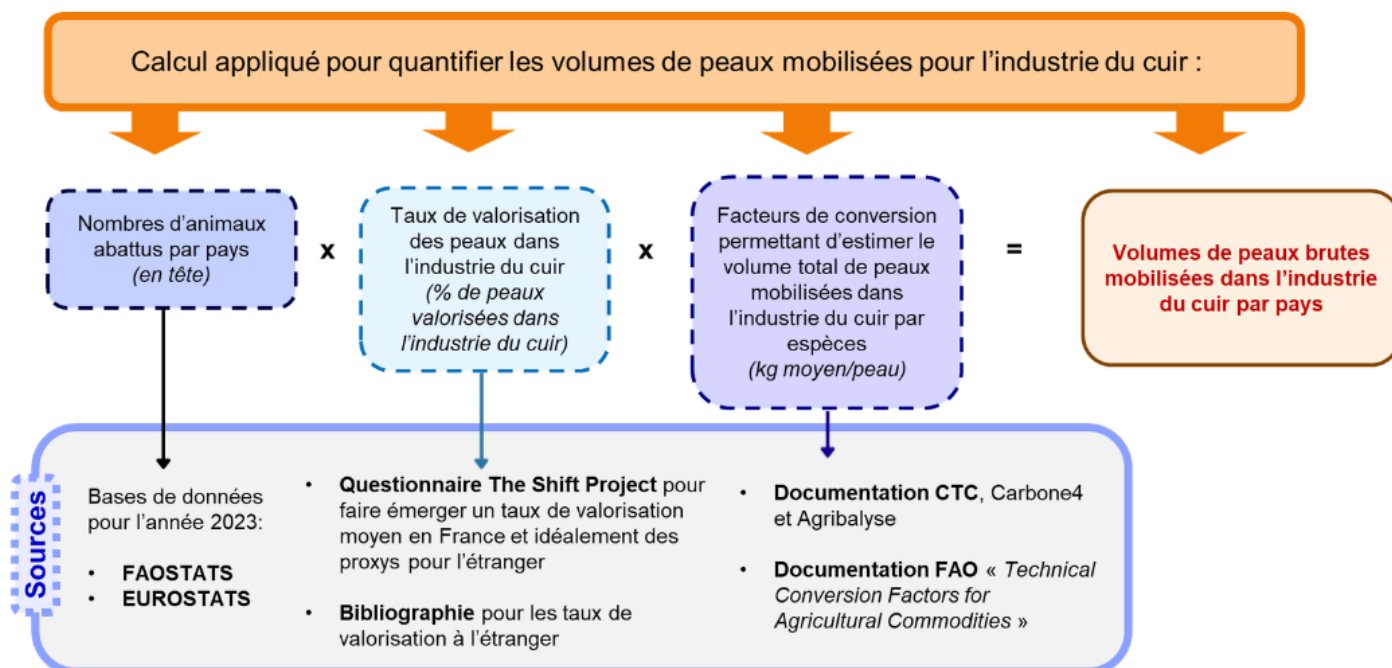 Calcul appliqué pour quantifier les volumes de peaux mobilisées pour l'industrie du cuir :
Nombres d'animaux
abattus par pays
(en tête)
x
Taux de valorisation
des peaux dans
l'industrie du cuir
(% de peaux
valorisées dans
l'industrie du cuir)
x
Facteurs de conversion
permettant d'estimer le
volume total de peaux
mobilisées dans
l'industrie du cuir par
espèces
(kg moyen/peau)
=
Volumes de peaux brutes
mobilisées dans l'industrie
du cuir par pays
Sources
Bases de données
pour l'année 2023:
• FAOSTATS
• EUROSTATS
• Questionnaire The Shift Project pour
faire émerger un taux de valorisation
moyen en France et idéalement des
proxys pour l'étranger
• Bibliographie pour les taux de
valorisation à l'étranger
• Documentation CTC, Carbone4
et Agribalyse
• Documentation FAO « Technical
Conversion Factors for
Agricultural Commodities »